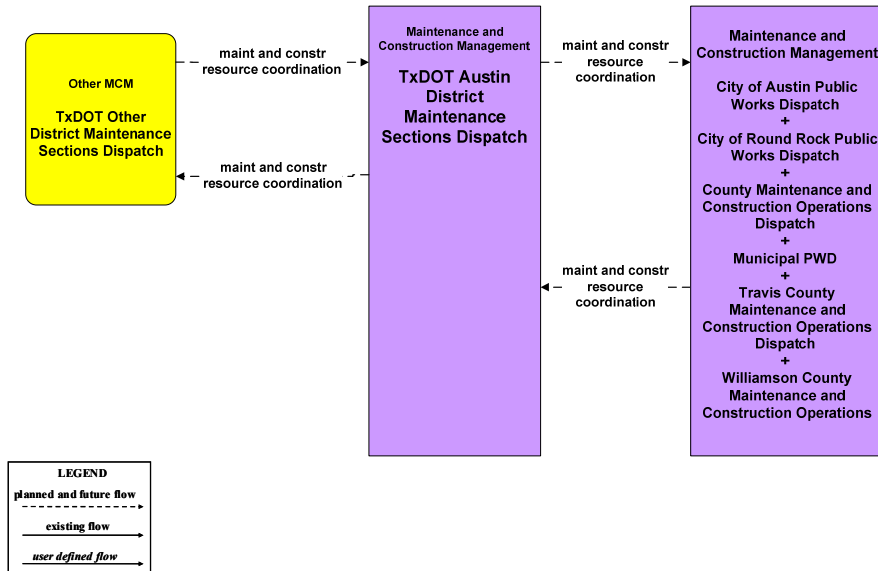 Other MCM
TxDOT Other
District Maintenance
Sections Dispatch
maint and constr
resource coordination
maint and constr
resource coordination
Maintenance and
Construction Management
TxDOT Austin
District
Maintenance
Sections Dispatch
maint and constr
resource
coordination
maint and constr
resource
coordination
Maintenance and
Construction Management
City of Austin Public
Works Dispatch
+
City of Round Rock Public
Works Dispatch
+
County Maintenance and
Construction Operations
Dispatch
+
Municipal PWD
+
Travis County
Maintenance and
Construction Operations
Dispatch
+
Williamson County
Maintenance and
Construction Operations
LEGEND
planned and future flow
existing flow
user defined flow